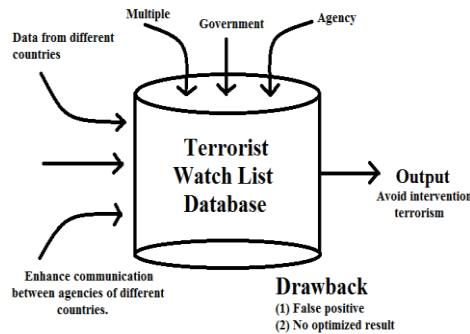 Multiple
Government
Agency
Data from different
countries
Terrorist
Watch List
Database
Output
Avoid intervention
terrorism
Enhance communication
between agencies of different
countries.
Drawback
(1) False positive
(2) No optimized result